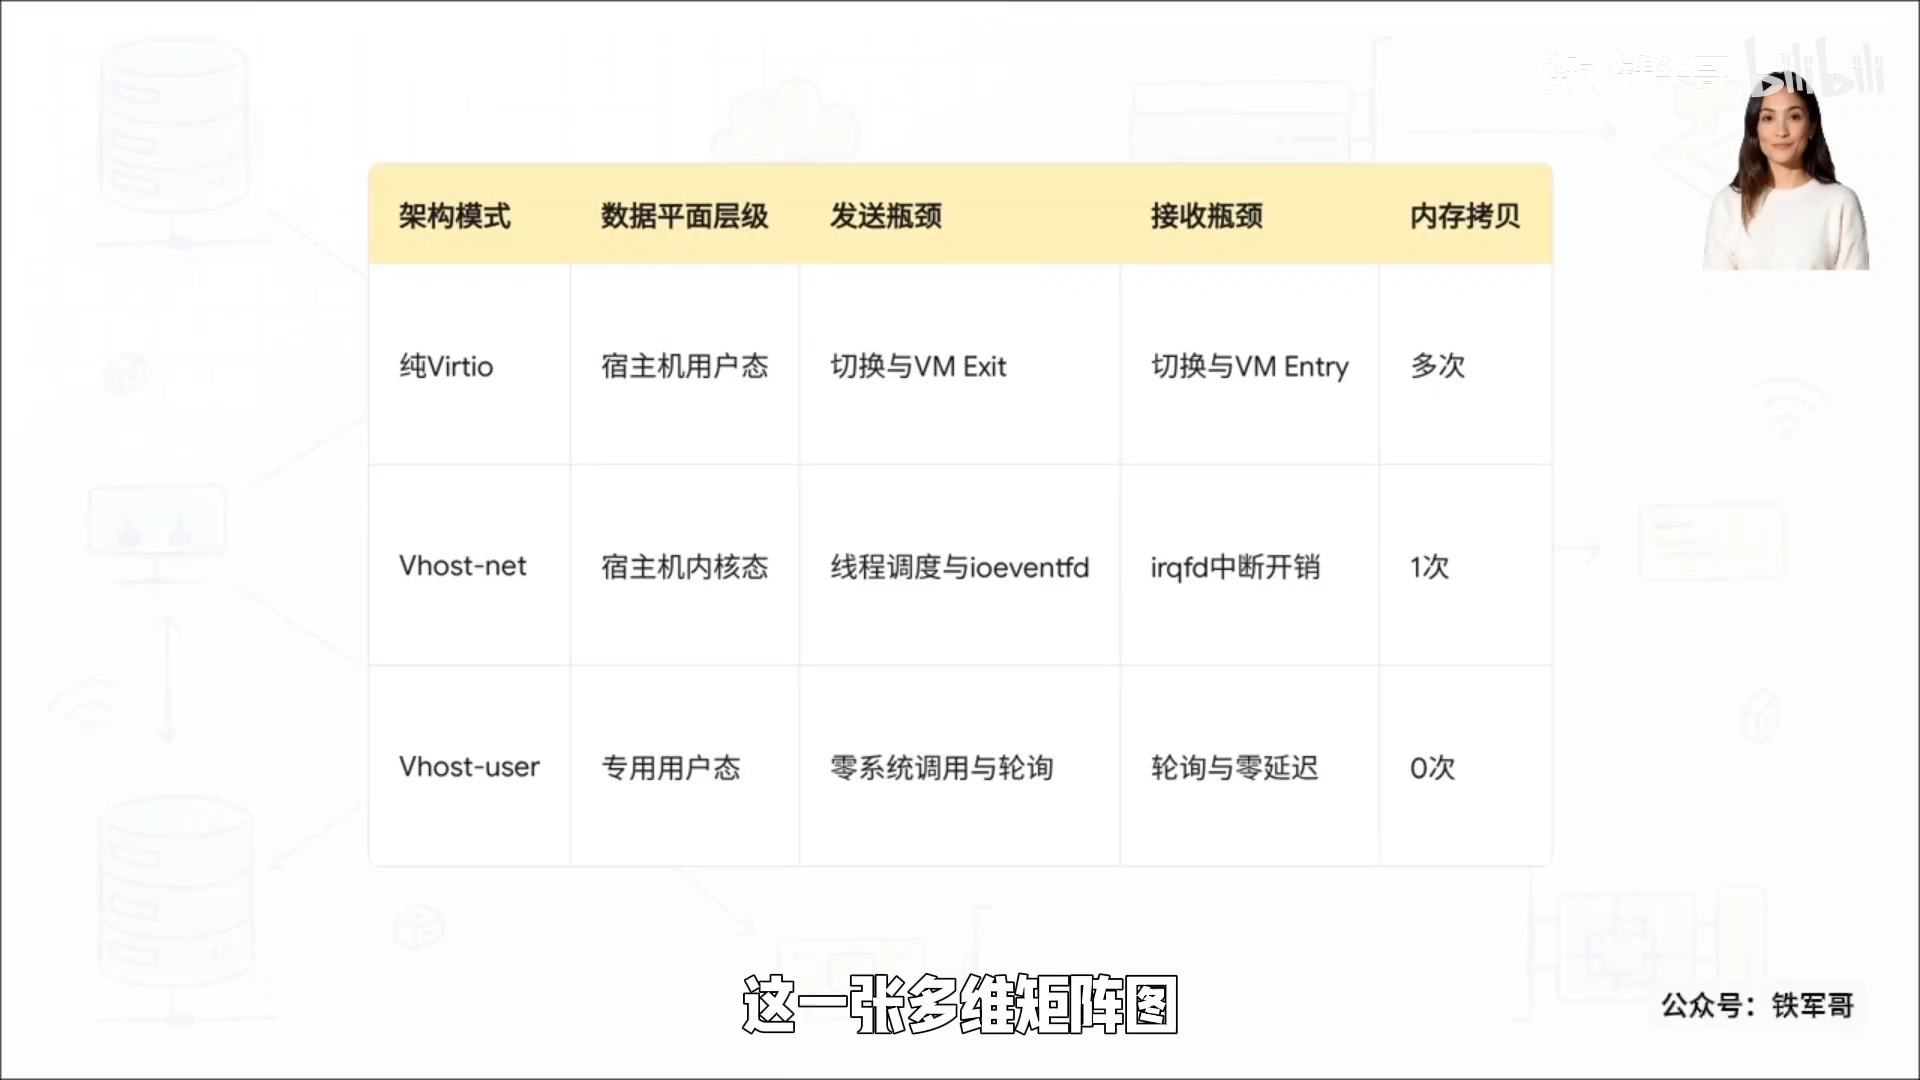 bilibili
架构模式 数据平面层级 发送瓶颈 接收瓶颈 内存拷贝
纯Virtio 宿主机用户态 切换与VM Exit 切换与VM Entry 多次
Vhost-net 宿主机内核态 线程调度与ioeventfd irqfd中断开销 1次
Vhost-user 专用用户态 零系统调用与轮询 轮询与零延迟 0次
这一张多维矩阵图
公众号：铁军哥